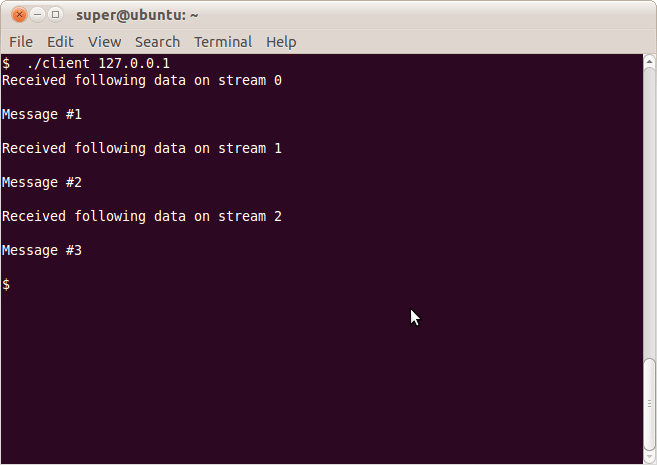 super@ubuntu: ~
File Edit View Search Terminal Help
$  ./client 127.0.0.1
Received following data on stream 0
Message #1
Received following data on stream 1
Message #2
Received following data on stream 2
Message #3
$